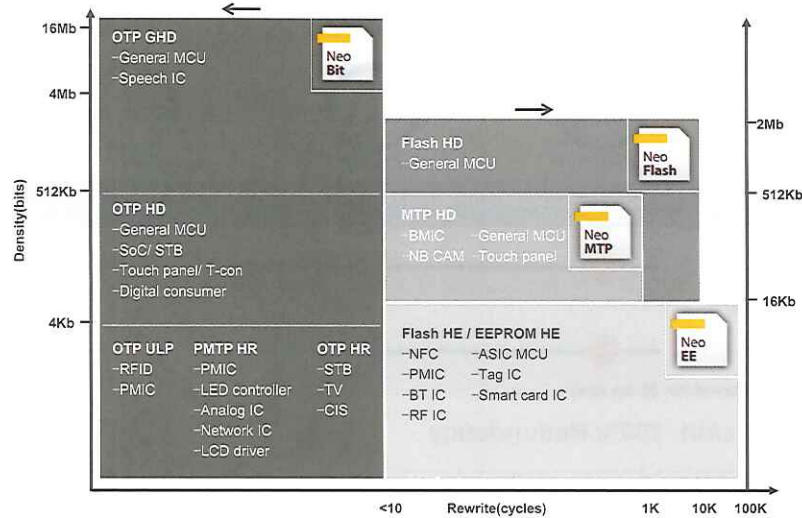 16Mb
4Mb
512Kb
4Kb
Density(bits)
OTP GHD
-General MCU
-Speech IC
Neo
Bit
OTP HD
-General MCU
-SoC/ STB
-Touch panel/ T-con
-Digital consumer
OTP ULP
-RFID
-PMIC
PMTP HR
-PMIC
-LED controller
-Analog IC
-Network IC
-LCD driver
OTP HR
-STB
-TV
-CIS
Flash HD
-General MCU
Neo
Flash
MTP HD
-BMIC -General MCU
-NB CAM -Touch panel
Neo
MTP
Flash HE / EEPROM HE
-NFC -ASIC MCU
-PMIC -Tag IC
-BT IC -Smart card IC
-RF IC
Neo
EE
2Mb
512Kb
16Kb
<10 Rewrite(cycles) 1K 10K 100K